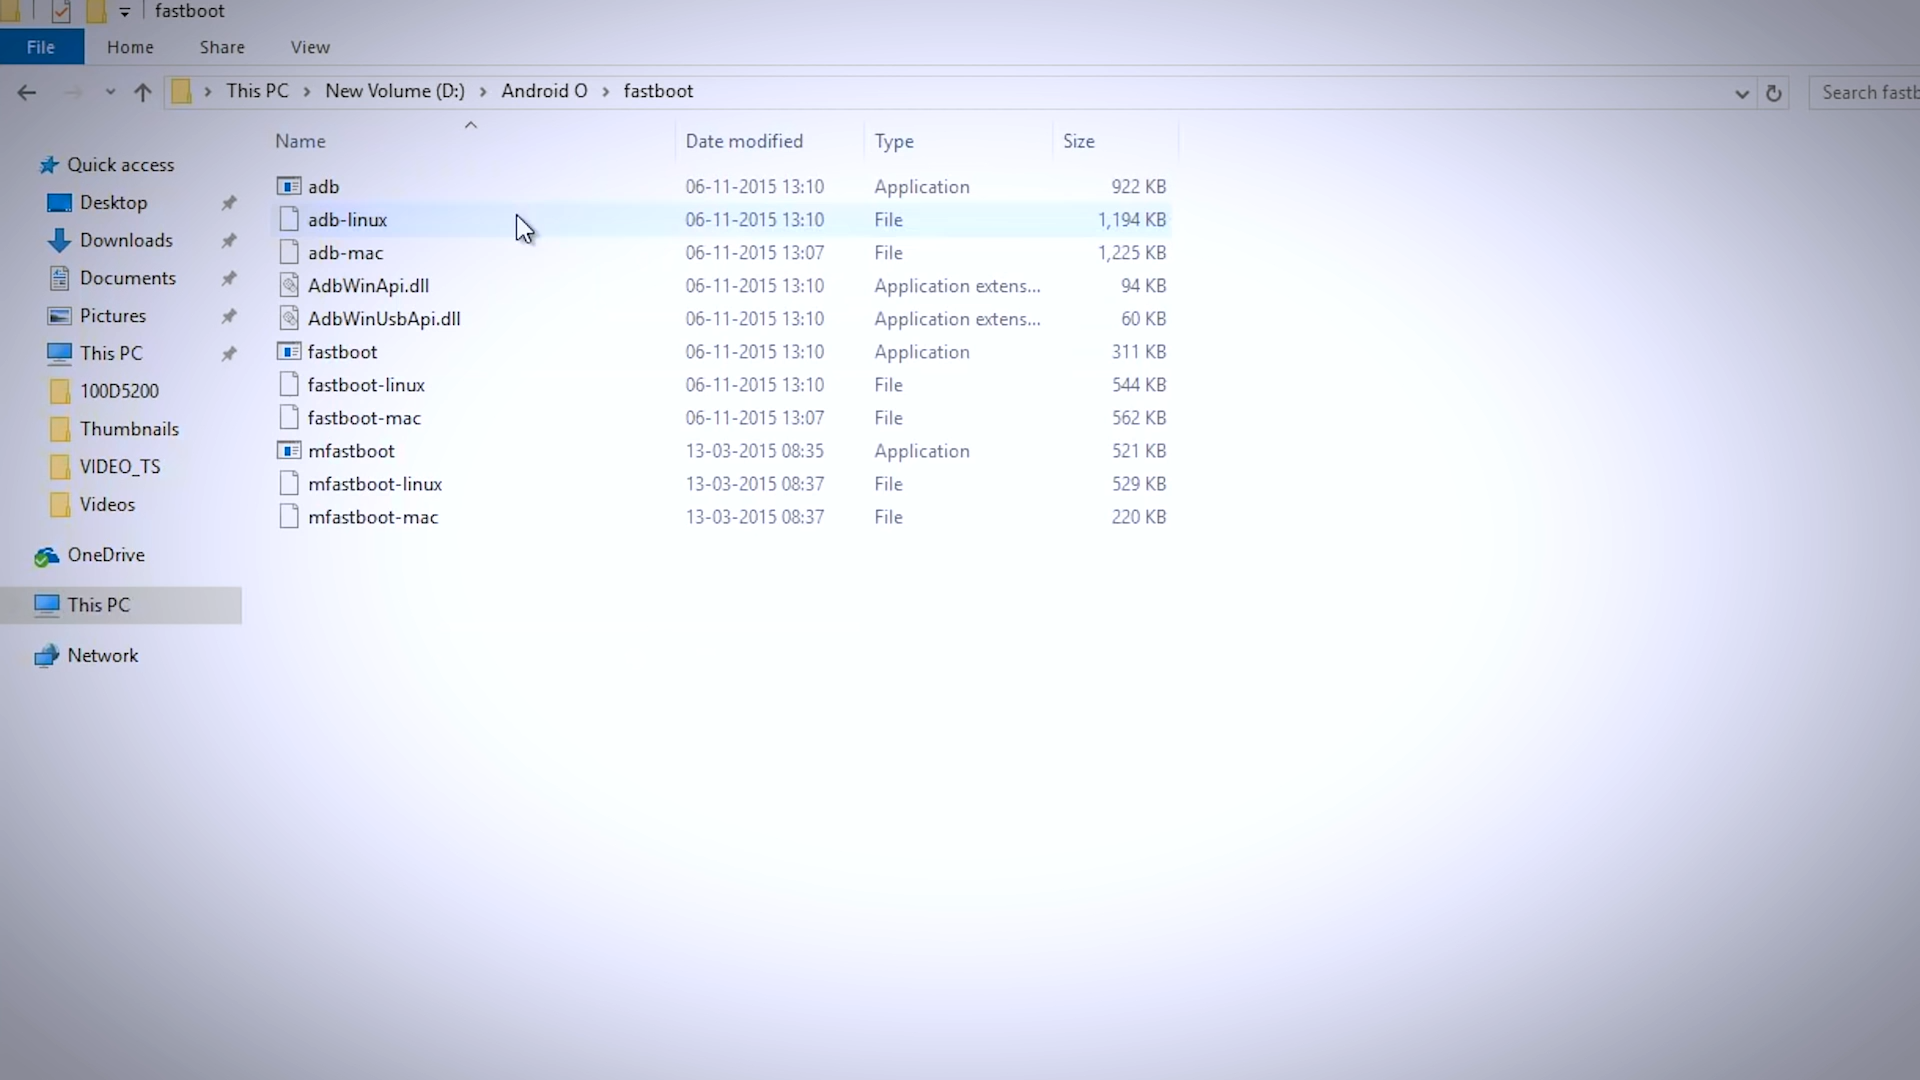 fastboot
File Home Share View
This PC New Volume (D:) Android O fastboot Search fastb
Name Date modified Type Size
Quick access
Desktop
Downloads
Documents
Pictures
This PC
100D5200
Thumbnails
VIDEO_TS
Videos
OneDrive
This PC
Network
adb 06-11-2015 13:10 Application 922 KB
adb-linux 06-11-2015 13:10 File 1,194 KB
adb-mac 06-11-2015 13:07 File 1,225 KB
AdbWinApi.dll 06-11-2015 13:10 Application extens... 94 KB
AdbWinUsbApi.dll 06-11-2015 13:10 Application extens... 60 KB
fastboot 06-11-2015 13:10 Application 311 KB
fastboot-linux 06-11-2015 13:10 File 544 KB
fastboot-mac 06-11-2015 13:07 File 562 KB
mfastboot 13-03-2015 08:35 Application 521 KB
mfastboot-linux 13-03-2015 08:37 File 529 KB
mfastboot-mac 13-03-2015 08:37 File 220 KB